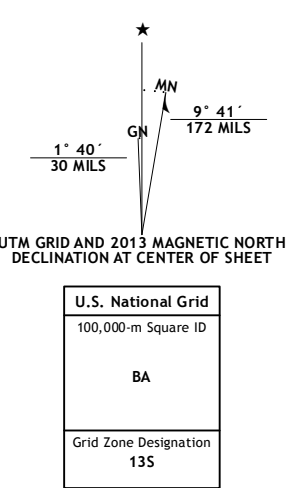 ★
MN
GN
9° 41´
172 MILS
1° 40´
30 MILS
UTM GRID AND 2013 MAGNETIC NORTH
DECLINATION AT CENTER OF SHEET
U.S. National Grid
100,000-m Square ID
BA
Grid Zone Designation
13S